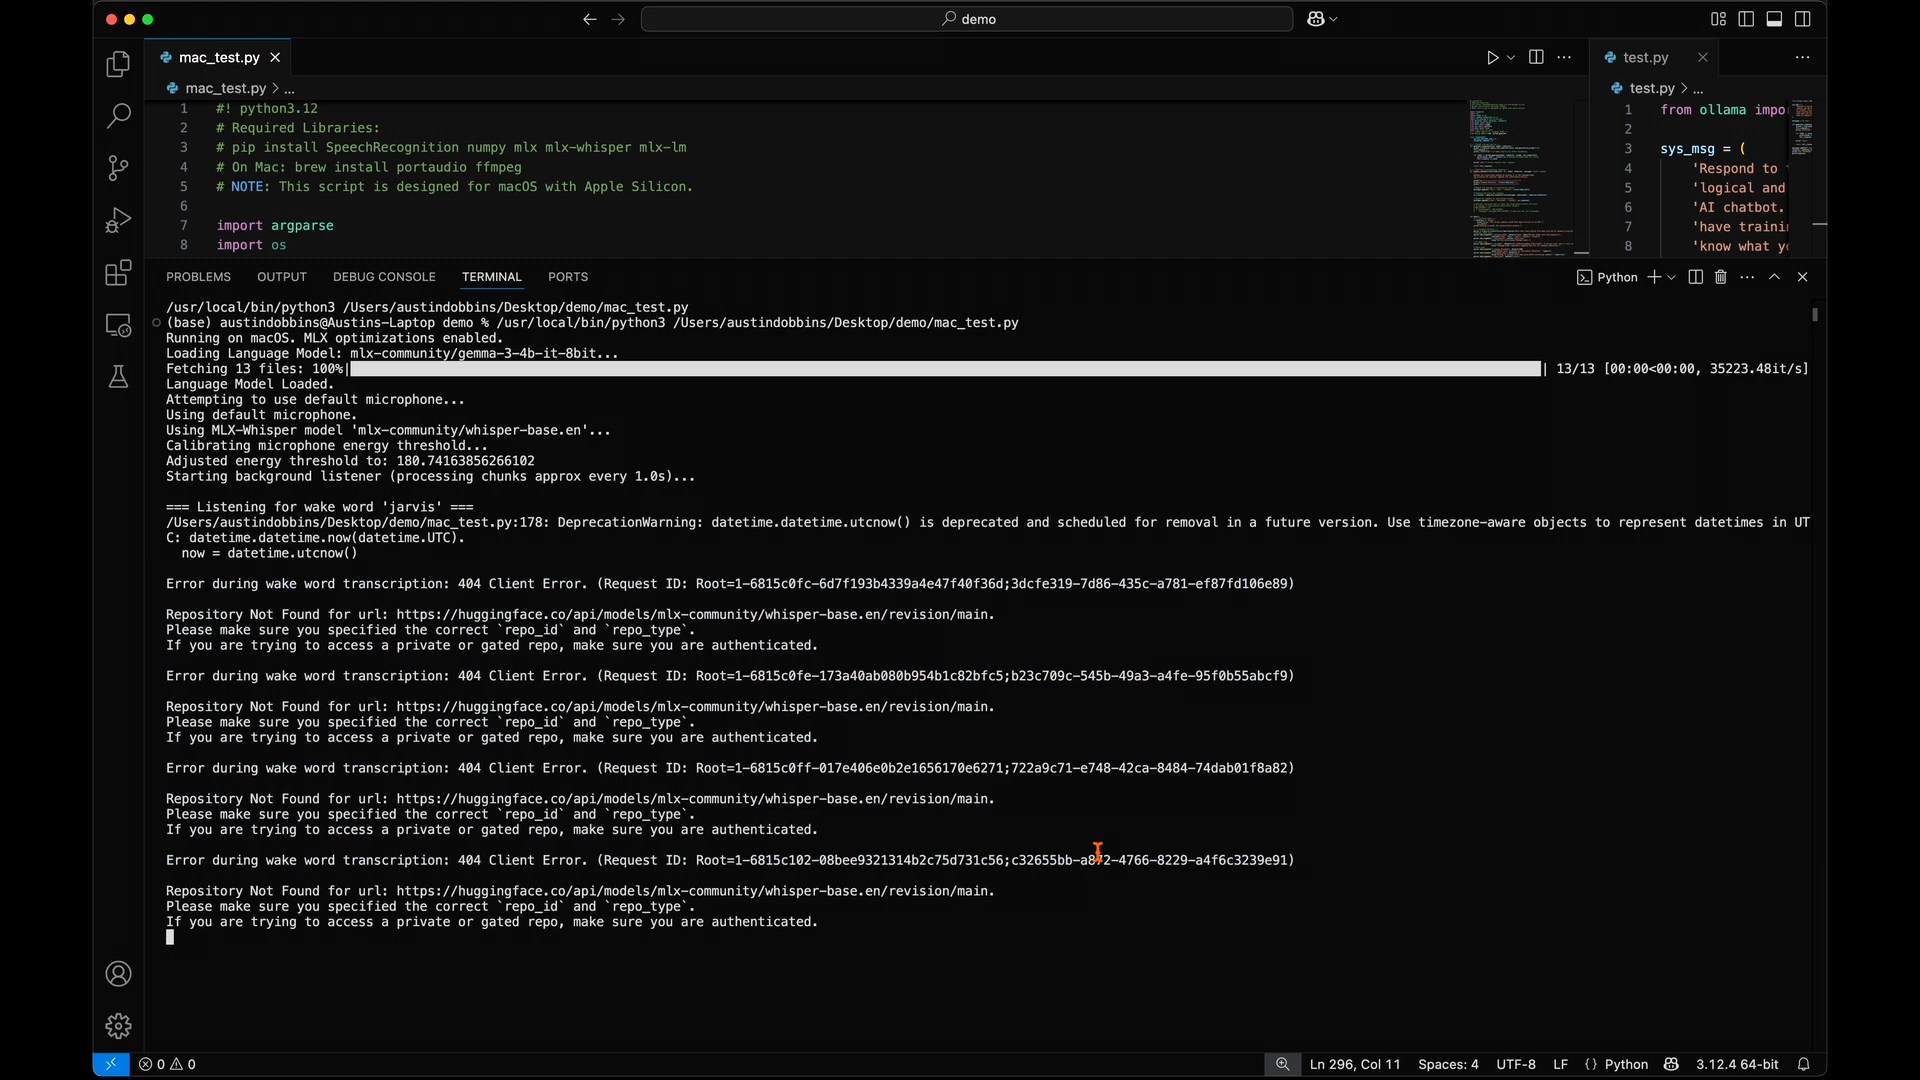 demo
mac_test.py
test.py
mac_test.py > ...
test.py > ...
1 #! python3.12
2 # Required Libraries:
3 # pip install SpeechRecognition numpy mlx mlx-whisper mlx-lm
4 # On Mac: brew install portaudio ffmpeg
5 # NOTE: This script is designed for macOS with Apple Silicon.
6
7 import argparse
8 import os
1 from ollama impo
2
3 sys_msg = (
4 'Respond to
5 'logical and
6 'AI chatbot.
7 'have traini
8 'know what y
PROBLEMS OUTPUT DEBUG CONSOLE TERMINAL PORTS
Python
/usr/local/bin/python3 /Users/austindobbins/Desktop/demo/mac_test.py
(base) austindobbins@Austins-Laptop demo % /usr/local/bin/python3 /Users/austindobbins/Desktop/demo/mac_test.py
Running on macOS. MLX optimizations enabled.
Loading Language Model: mlx-community/gemma-3-4b-it-8bit...
Fetching 13 files: 100%| | 13/13 [00:00<00:00, 35223.48it/s]
Language Model Loaded.
Attempting to use default microphone...
Using default microphone.
Using MLX-Whisper model 'mlx-community/whisper-base.en'...
Calibrating microphone energy threshold...
Adjusted energy threshold to: 180.74163856266102
Starting background listener (processing chunks approx every 1.0s)...
=== Listening for wake word 'jarvis' ===
/Users/austindobbins/Desktop/demo/mac_test.py:178: DeprecationWarning: datetime.datetime.utcnow() is deprecated and scheduled for removal in a future version. Use timezone-aware objects to represent datetimes in UT
C: datetime.datetime.now(datetime.UTC).
now = datetime.utcnow()
Error during wake word transcription: 404 Client Error. (Request ID: Root=1-6815c0fc-6d7f193b4339a4e47f40f36d;3dcfe319-7d86-435c-a781-ef87fd106e89)
Repository Not Found for url: https://huggingface.co/api/models/mlx-community/whisper-base.en/revision/main.
Please make sure you specified the correct `repo_id` and `repo_type`.
If you are trying to access a private or gated repo, make sure you are authenticated.
Error during wake word transcription: 404 Client Error. (Request ID: Root=1-6815c0fe-173a40ab080b954b1c82bfc5;b23c709c-545b-49a3-a4fe-95f0b55abcf9)
Repository Not Found for url: https://huggingface.co/api/models/mlx-community/whisper-base.en/revision/main.
Please make sure you specified the correct `repo_id` and `repo_type`.
If you are trying to access a private or gated repo, make sure you are authenticated.
Error during wake word transcription: 404 Client Error. (Request ID: Root=1-6815c0ff-017e406e0b2e1656170e6271;722a9c71-e748-42ca-8484-74dab01f8a82)
Repository Not Found for url: https://huggingface.co/api/models/mlx-community/whisper-base.en/revision/main.
Please make sure you specified the correct `repo_id` and `repo_type`.
If you are trying to access a private or gated repo, make sure you are authenticated.
Error during wake word transcription: 404 Client Error. (Request ID:
Repository Not Found for url: https://huggingface.co/api/models/mlx-community/whisper-base.en/revision/main.
Please make sure you specified the correct `repo_id` and `repo_type`.
If you are trying to access a private or gated repo, make sure you are authenticated.
0 0
Ln 296, Col 11 Spaces: 4 UTF-8 LF {} Python 3.12.4 64-bit